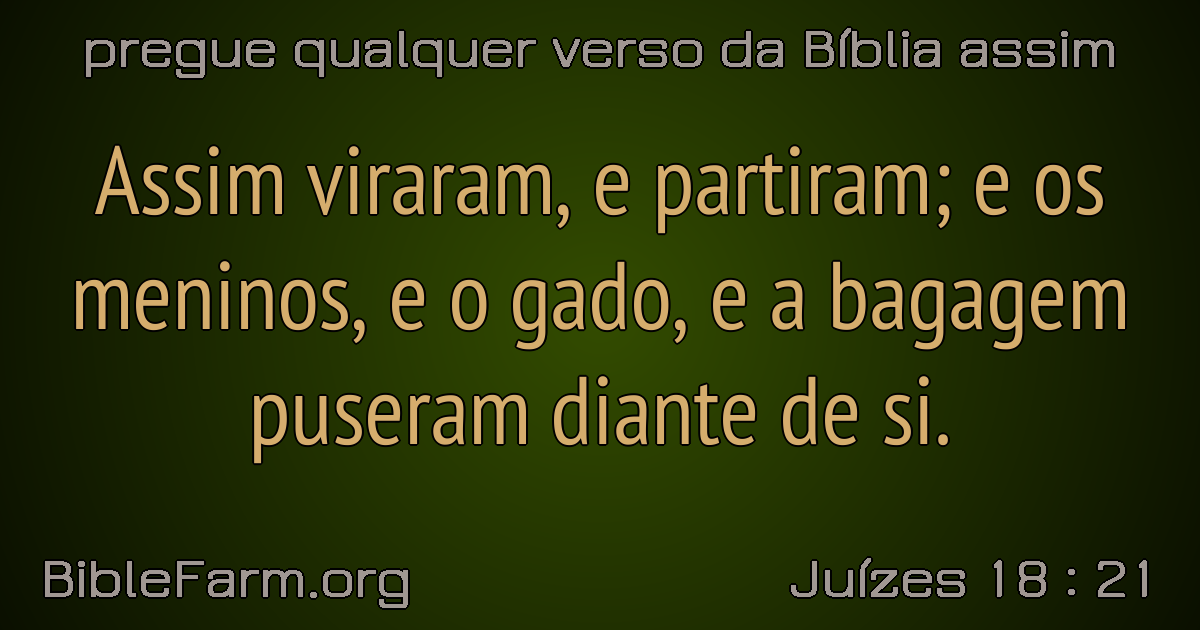 pregue qualquer verso da Bíblia assim
Assim viraram, e partiram; e os
meninos, e o gado, e a bagagem
puseram diante de si.
BibleFarm.org
Juízes 18 : 21